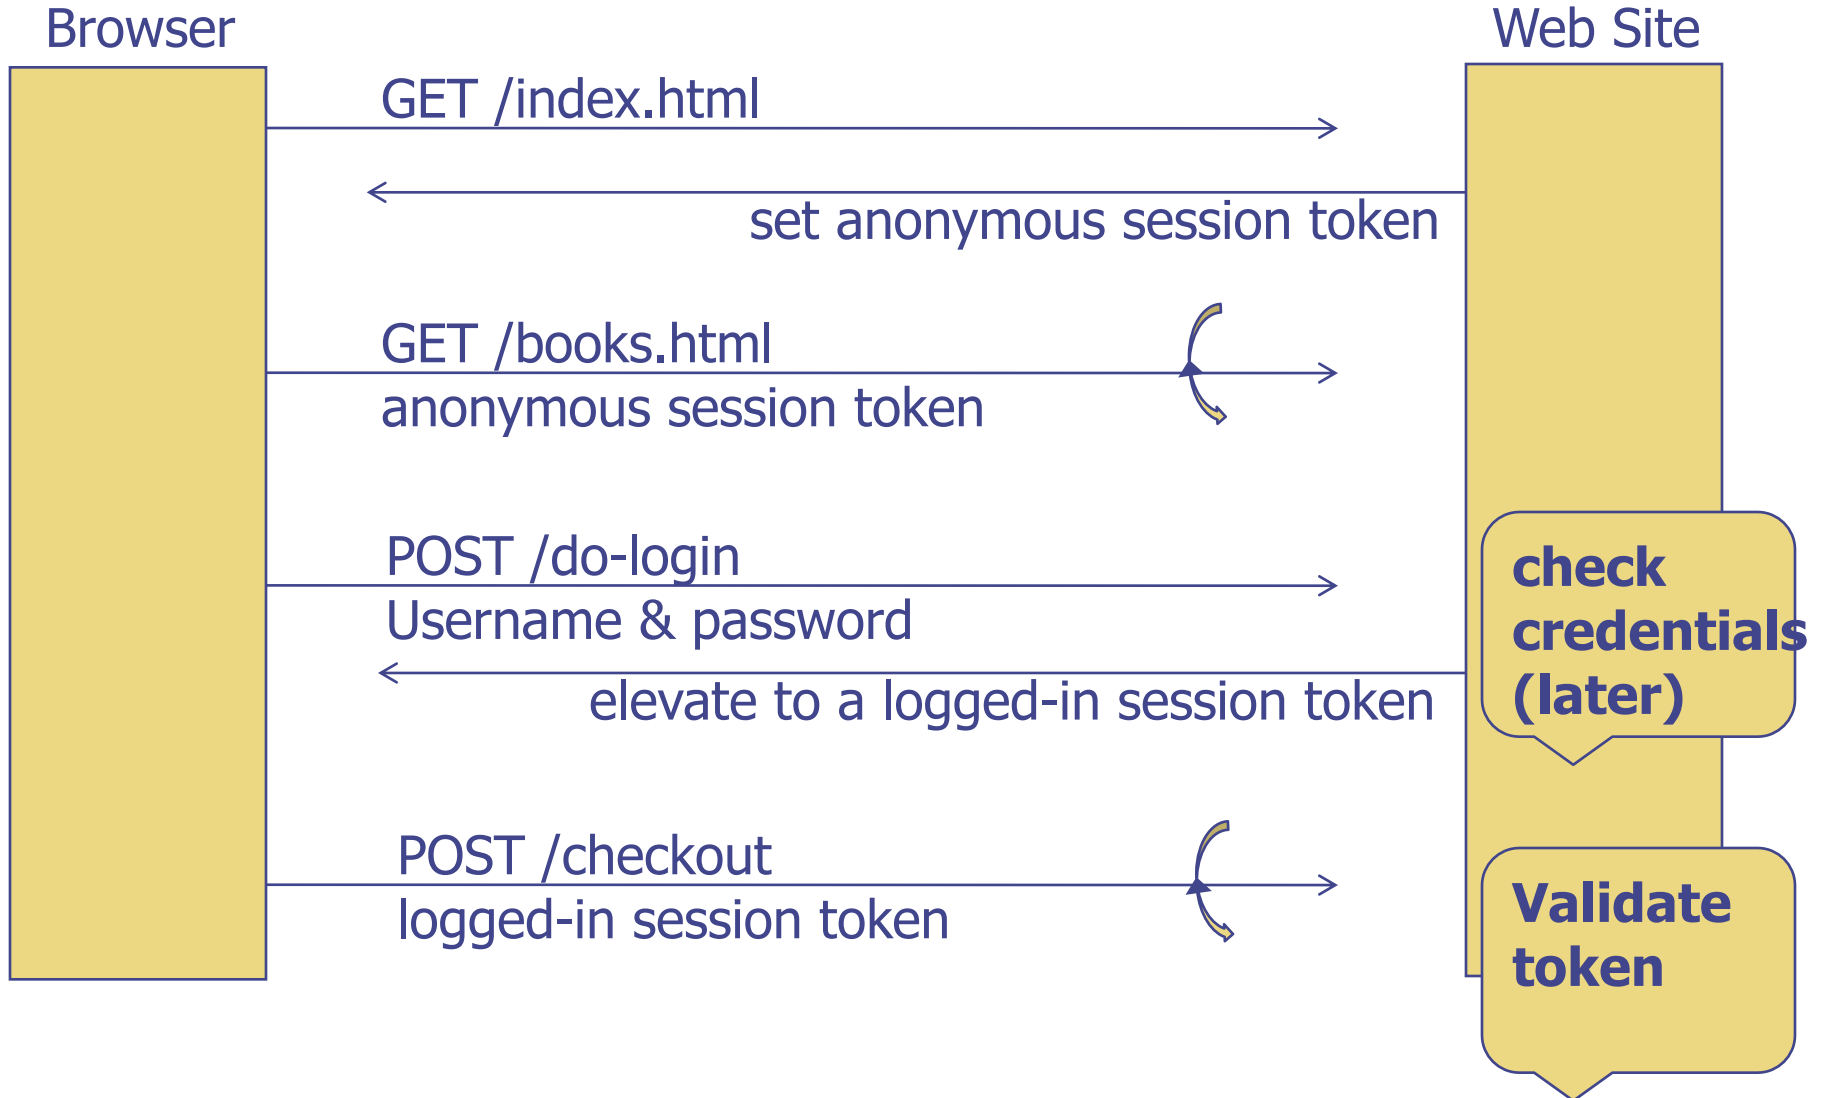 Browser
Web Site
GET /index.html
set anonymous session token
GET /books.html
anonymous session token
POST /do-login
Username & password
check
credentials
(later)
elevate to a logged-in session token
POST /checkout
logged-in session token
Validate
token